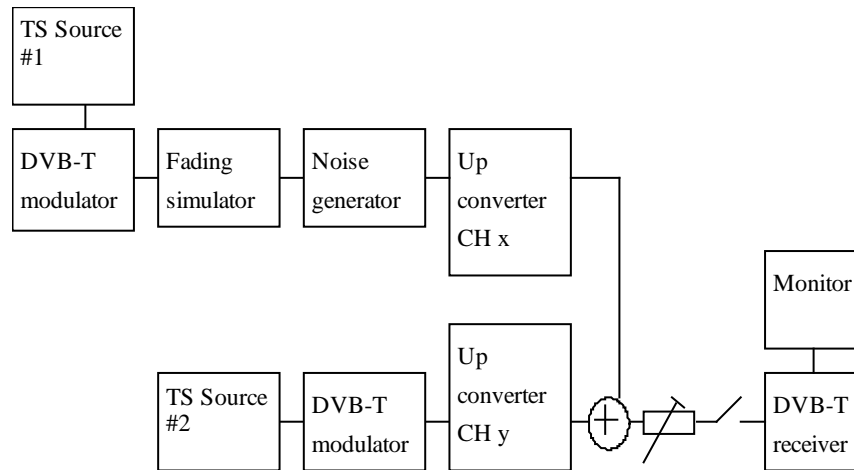 TS Source
#1
DVB-T
modulator
Fading
simulator
Noise
generator
Up
converter
CH x
Monitor
TS Source
#2
DVB-T
modulator
Up
converter
CH y
DVB-T
receiver